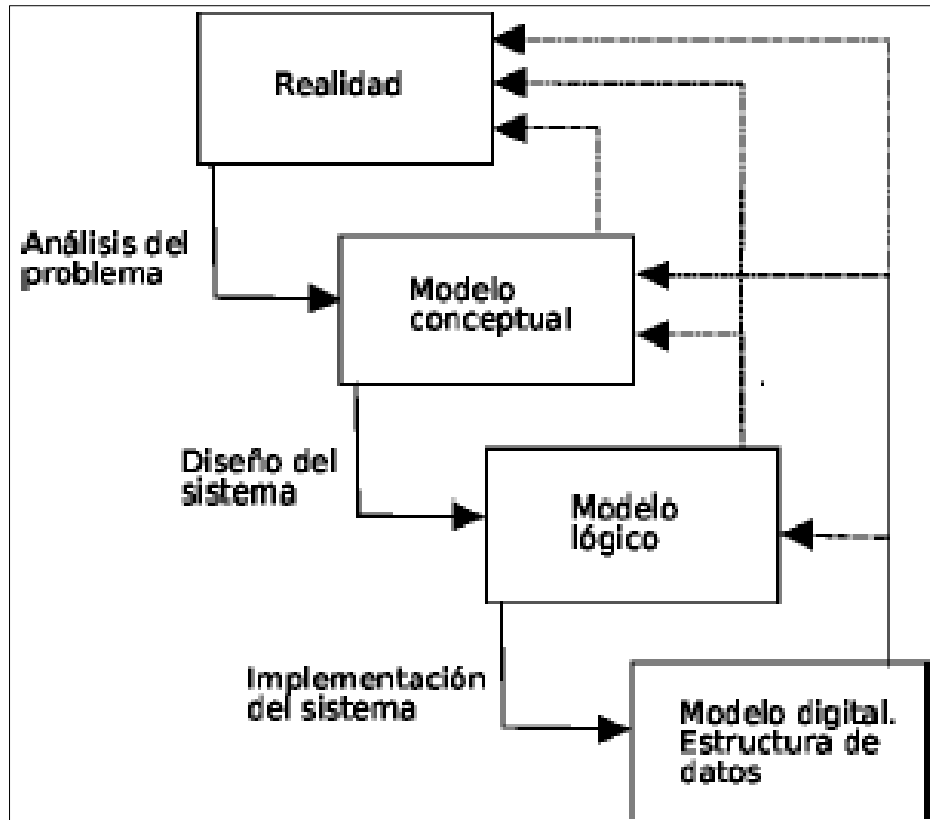 Realidad
Análisis del
problema
Modelo
conceptual
Diseño del
sistema
Modelo
lógico
Implementación
del sistema
Modelo digital.
Estructura de
datos